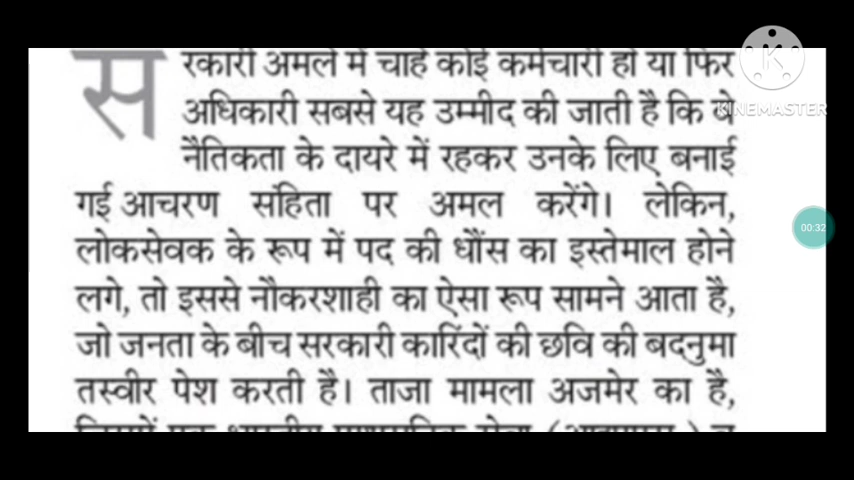 सरकारी अमले में चाहे कोई कर्मचारी हो या फिर
अधिकारी सबसे यह उम्मीद की जाती है कि वे
नैतिकता के दायरे में रहकर उनके लिए बनाई
गई आचरण संहिता पर अमल करेंगे। लेकिन,
लोकसेवक के रूप में पद की धौंस का इस्तेमाल होने
लगे, तो इससे नौकरशाही का ऐसा रूप सामने आता है,
जो जनता के बीच सरकारी कारिंदों की छवि की बदनुमा
तस्वीर पेश करती है। ताजा मामला अजमेर का है,
K
KINEMASTER
00:32